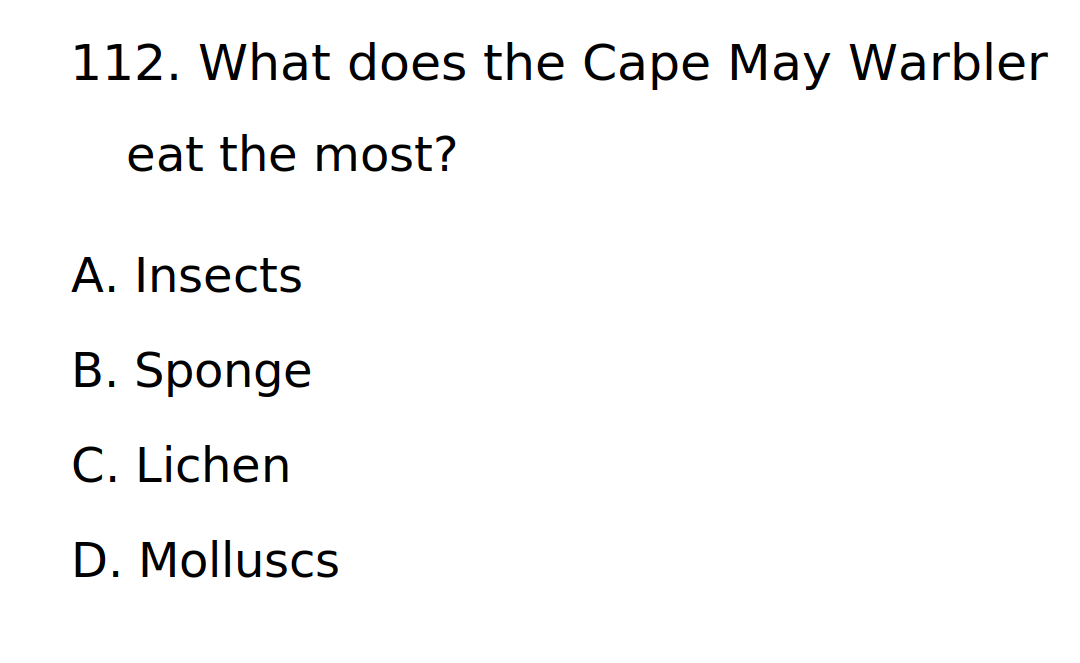 112. What does the Cape May Warbler
eat the most?
A. Insects
B. Sponge
C. Lichen
D. Molluscs